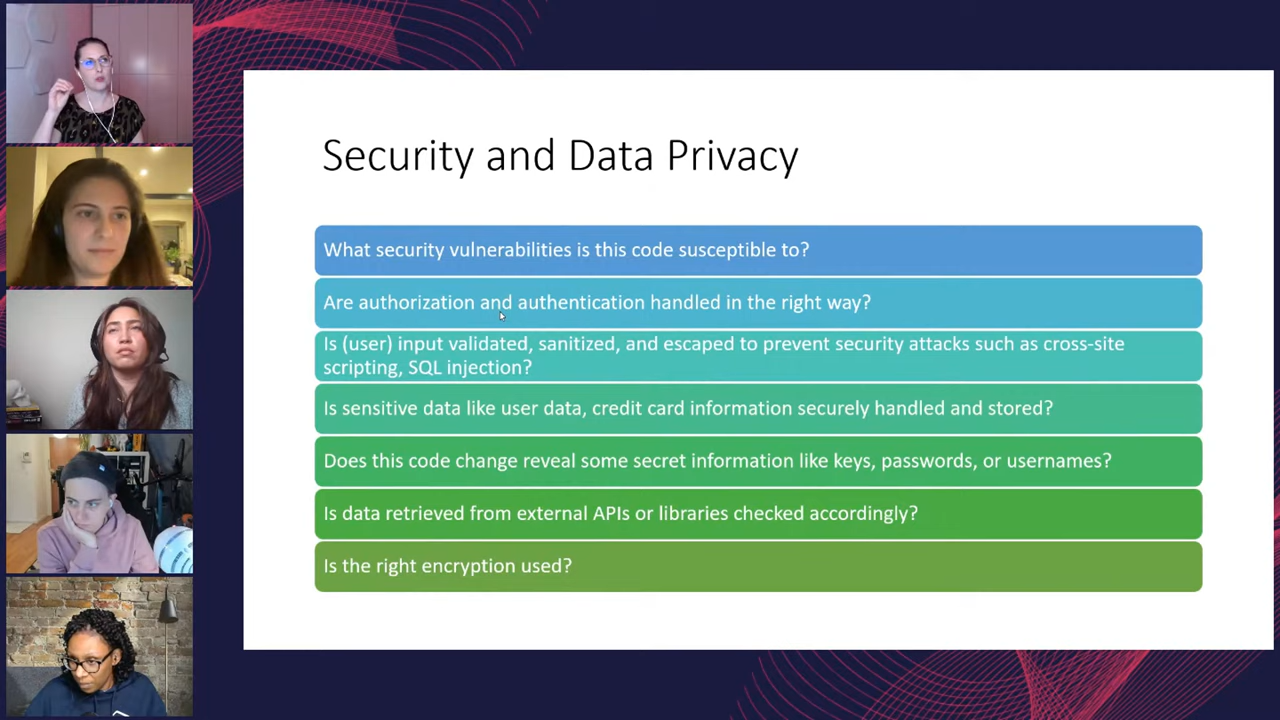 Security and Data Privacy
What security vulnerabilities is this code susceptible to?
Are authorization and authentication handled in the right way?
Is (user) input validated, sanitized, and escaped to prevent security attacks such as cross-site
scripting, SQL injection?
Is sensitive data like user data, credit card information securely handled and stored?
Does this code change reveal some secret information like keys, passwords, or usernames?
Is data retrieved from external APIs or libraries checked accordingly?
Is the right encryption used?